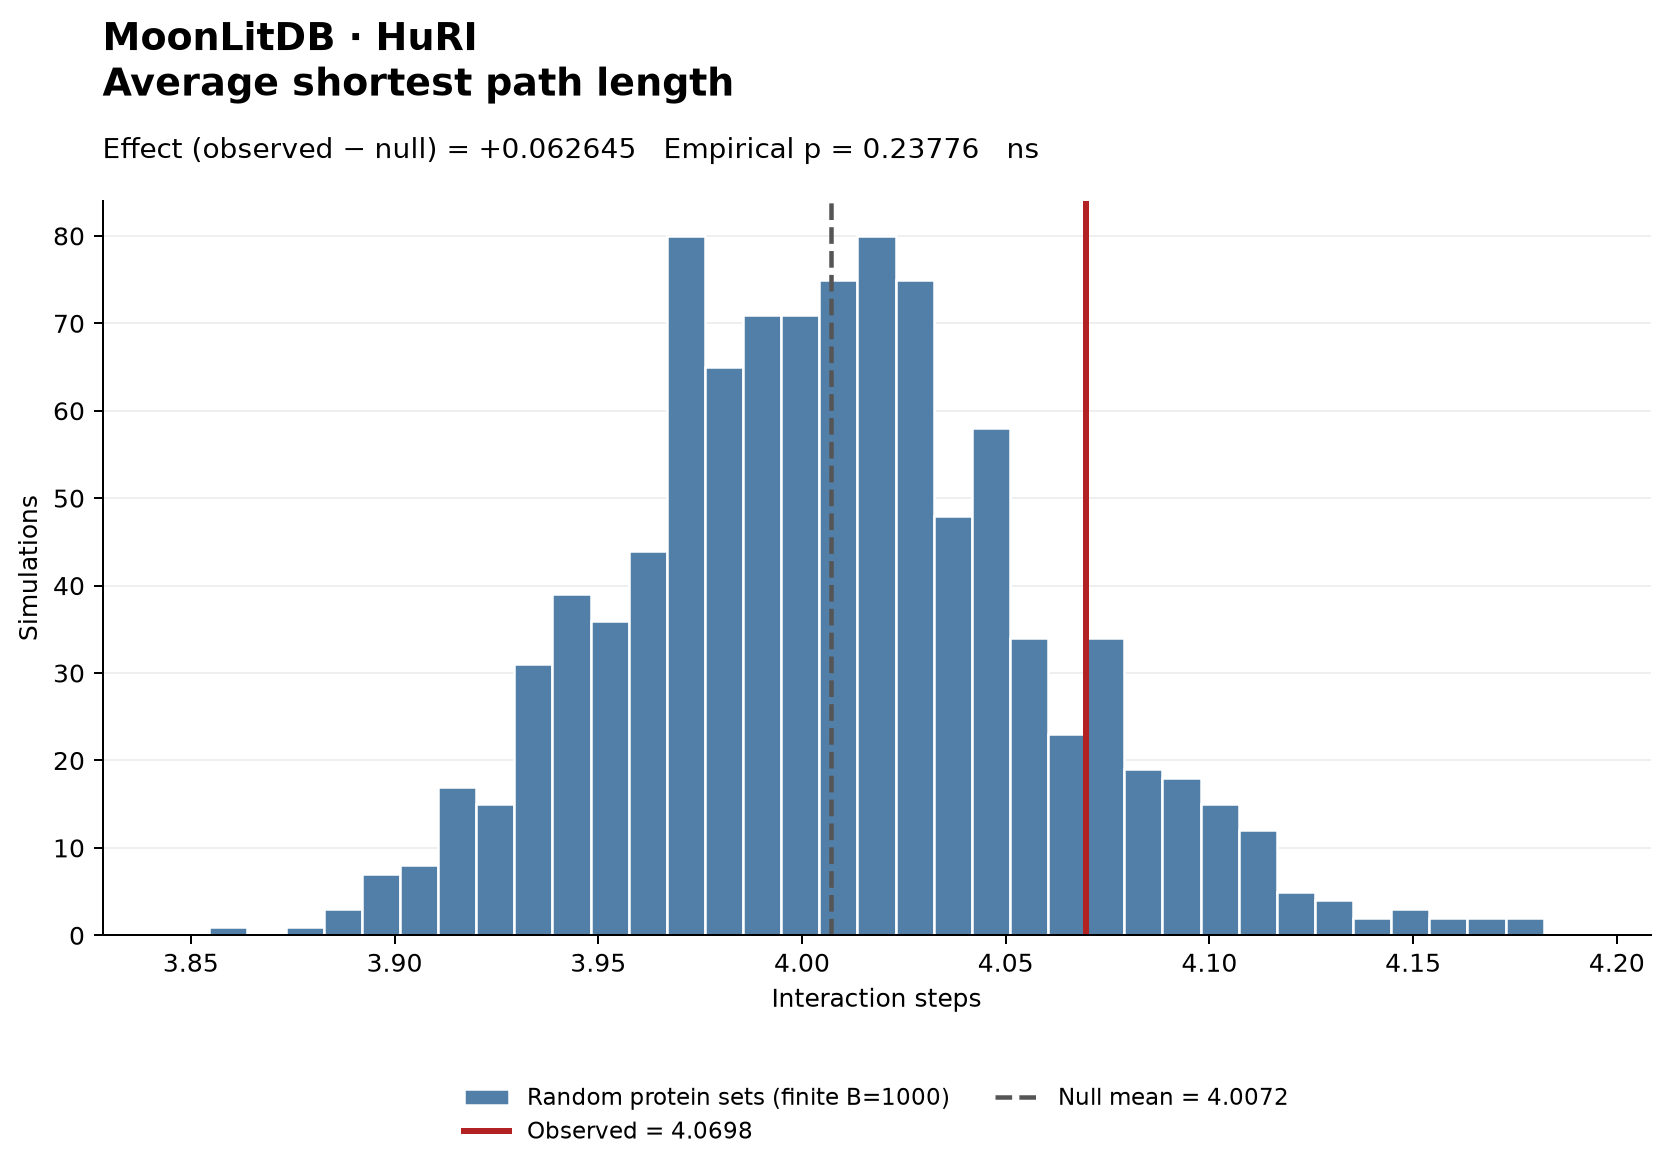 MoonLitDB · HuRI
Average shortest path length
Effect (observed − null) = +0.062645   Empirical p = 0.23776   ns
80
70
60
50
40
30
20
10
0
Simulations
3.85 3.90 3.95 4.00 4.05 4.10 4.15 4.20
Interaction steps
Random protein sets (finite B=1000)
Observed = 4.0698
Null mean = 4.0072